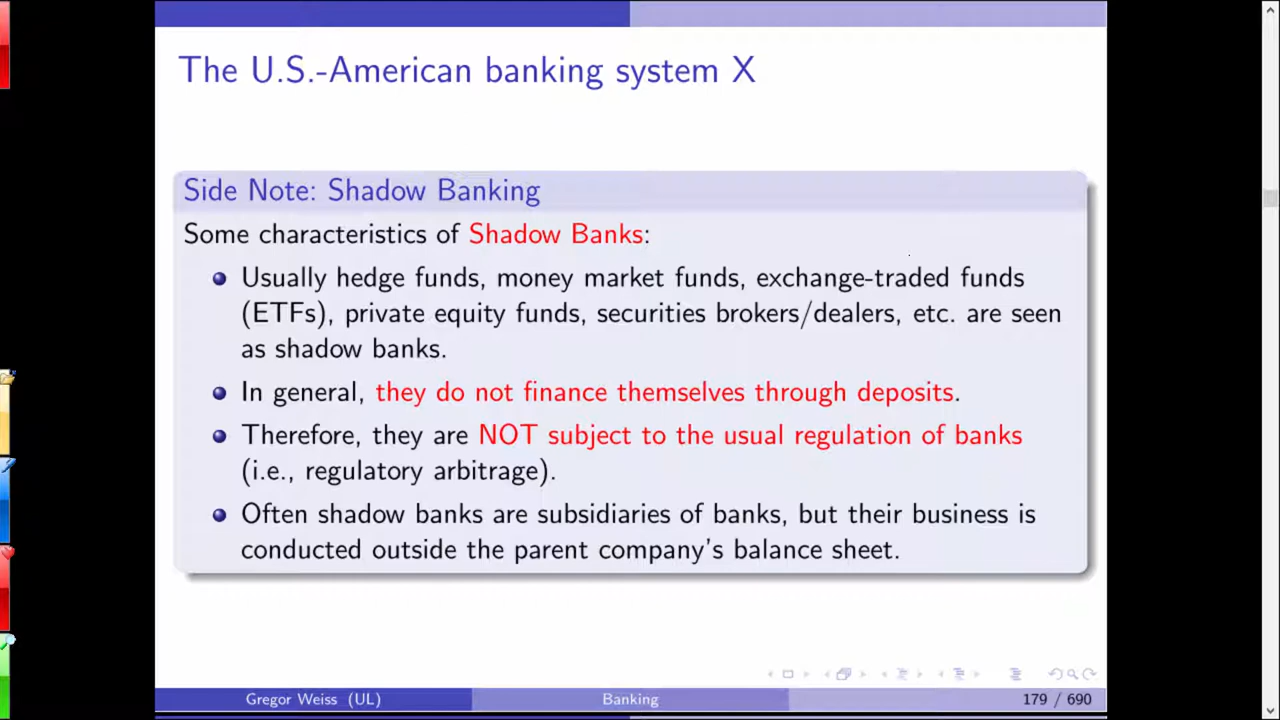 The U.S.-American banking system X
Side Note: Shadow Banking
Some characteristics of Shadow Banks:
Usually hedge funds, money market funds, exchange-traded funds
(ETFs), private equity funds, securities brokers/dealers, etc. are seen
as shadow banks.
In general, they do not finance themselves through deposits.
Therefore, they are NOT subject to the usual regulation of banks
(i.e., regulatory arbitrage).
Often shadow banks are subsidiaries of banks, but their business is
conducted outside the parent company's balance sheet.
Gregor Weiss (UL) Banking 179 / 690